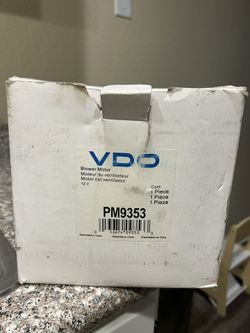 VDO
Blower Motor
Moteur du ventilateur
Motor del ventilador
12 V
Cont.
1 Piece
1 Pièce
1 Pieza
PM9353